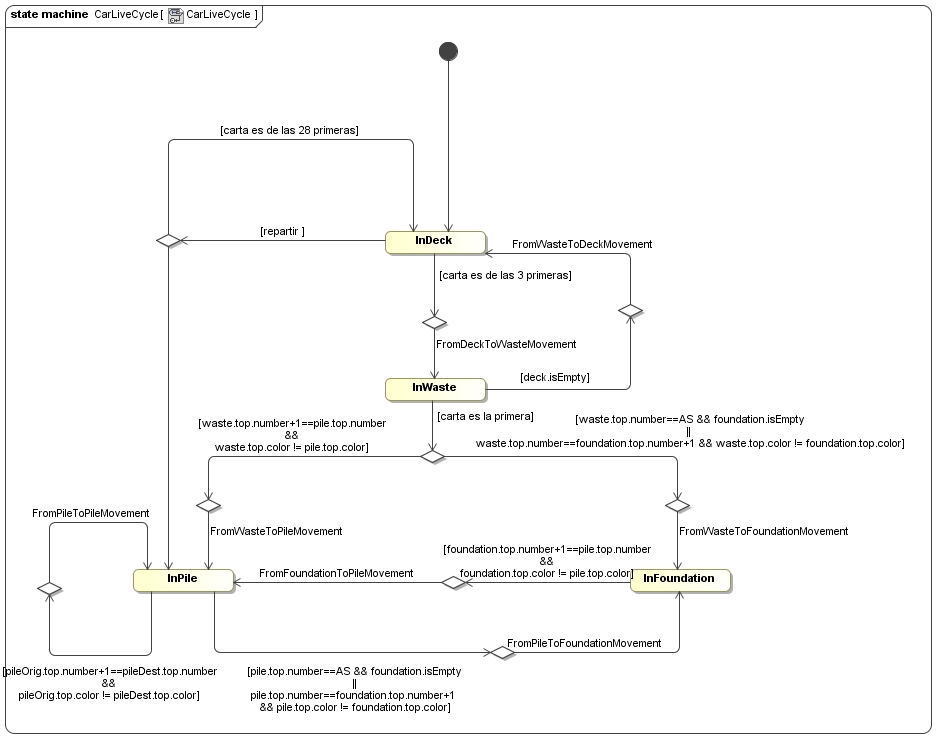 state machine CarLiveCycle [ CarLiveCycle ]
[carta es de las 28 primeras]
[repartir ]
InDeck
FromWasteToDeckMovement
[carta es de las 3 primeras]
FromDeckToWasteMovement
[deck.isEmpty]
InWaste
[carta es la primera]
[waste.top.number+1==pile.top.number
&&
waste.top.color != pile.top.color]
[waste.top.number==AS && foundation.isEmpty
||
waste.top.number==foundation.top.number+1 && waste.top.color != foundation.top.color]
FromPileToPileMovement
FromWasteToPileMovement
FromWasteToFoundationMovement
[foundation.top.number+1==pile.top.number
&&
foundation.top.color != pile.top.color]
FromFoundationToPileMovement
InPile
InFoundation
FromPileToFoundationMovement
[pileOrig.top.number+1==pileDest.top.number
&&
pileOrig.top.color != pileDest.top.color]
[pile.top.number==AS && foundation.isEmpty
||
pile.top.number==foundation.top.number+1
&& pile.top.color != foundation.top.color]